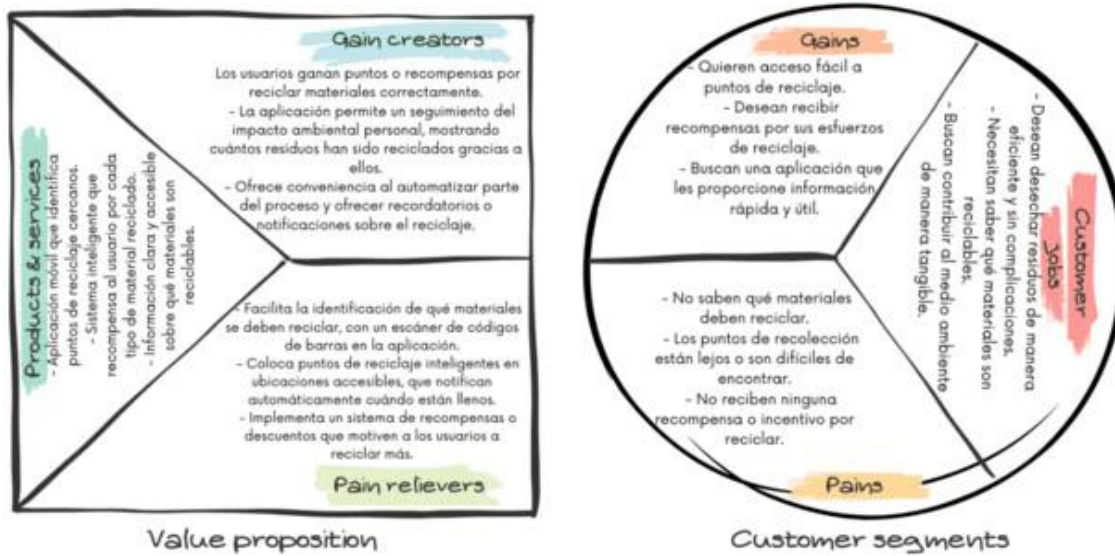 Gain creators
Los usuarios ganan puntos o recompensas por
reciclar materiales correctamente.
- La aplicación permite un seguimiento del
impacto ambiental personal, mostrando
cuántos residuos han sido reciclados gracias a
ellos.
- Ofrece conveniencia al automatizar parte
del proceso y ofrecer recordatorios o
notificaciones sobre el reciclaje.
Products & services
- Aplicación móvil que identifica
puntos de reciclaje cercanos.
- Sistema inteligente que
recompensa al usuario por cada
tipo de material reciclado.
- Información clara y accesible
sobre qué materiales son
reciclables.
- Facilita la identificación de qué materiales
se deben reciclar, con un escáner de códigos
de barras en la aplicación.
- Coloca puntos de reciclaje inteligentes en
ubicaciones accesibles, que notifican
automáticamente cuándo están llenos.
- Implementa un sistema de recompensas o
descuentos que motiven a los usuarios a
reciclar más.
Pain relievers
Value proposition
Gains
- Quieren acceso fácil a
puntos de reciclaje.
- Desean recibir
recompensas por sus esfuerzos
de reciclaje.
- Buscan una aplicación que
les proporcione información
rápida y útil.
Customer
Jobs
- Desean desechar residuos de manera
eficiente y sin complicaciones.
- Necesitan saber qué materiales son
reciclables.
- Buscan contribuir al medio ambiente
de manera tangible.
- No saben qué materiales
deben reciclar.
- Los puntos de recolección
están lejos o son difíciles de
encontrar.
- No reciben ninguna
recompensa o incentivo por
reciclar.
Pains
Customer segments